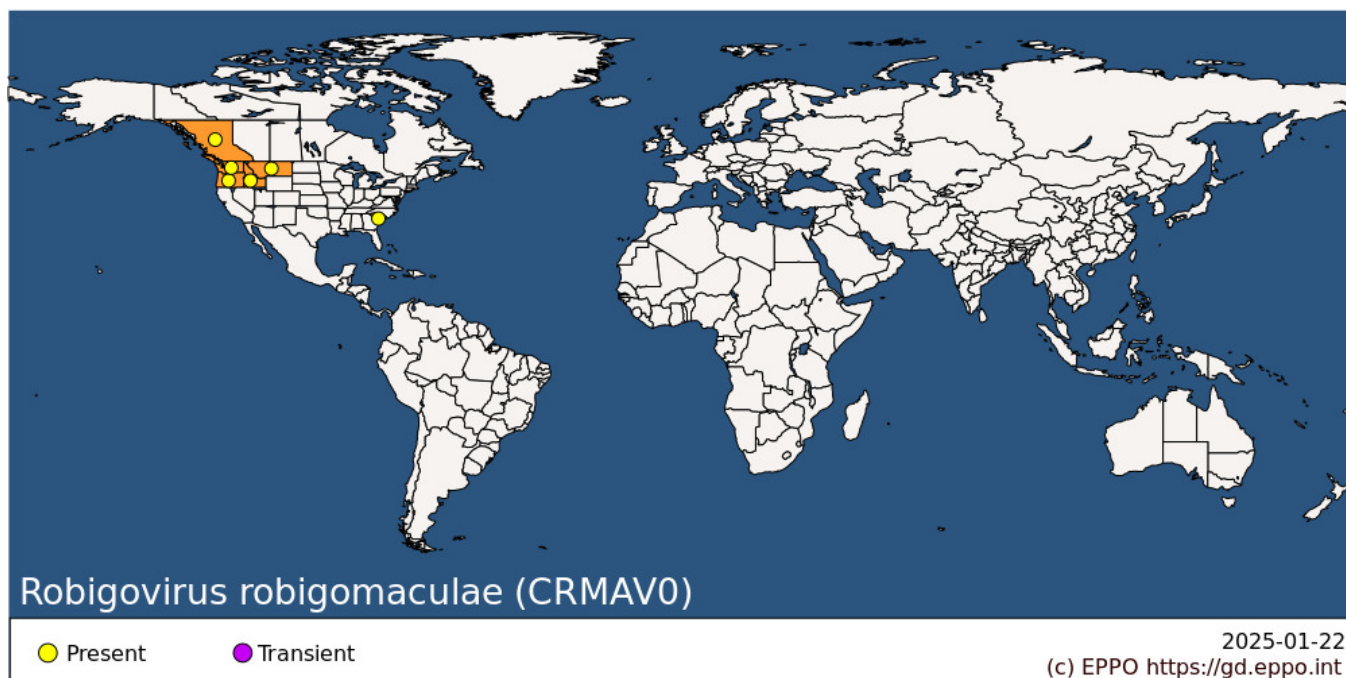 Robigovirus robigomaculae (CRMAV0)
Present
Transient
2025-01-22
(c) EPPO https://gd.eppo.int